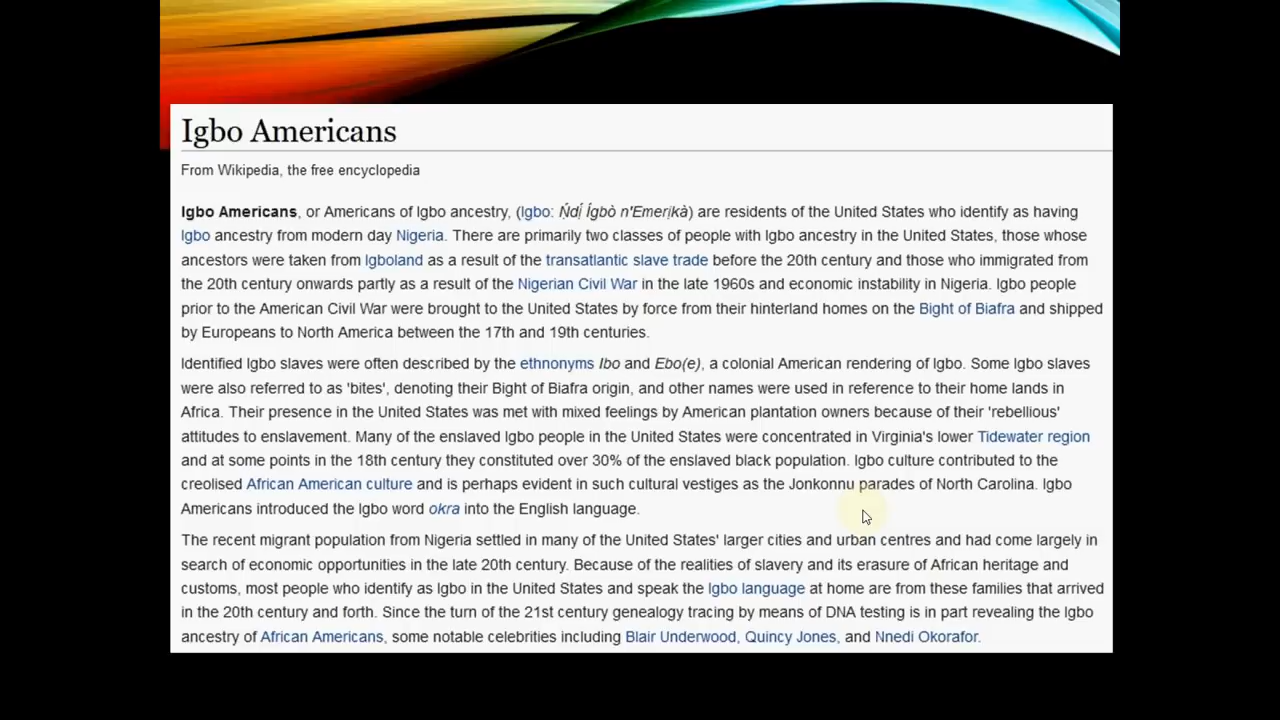 Igbo Americans
From Wikipedia, the free encyclopedia
Igbo Americans, or Americans of Igbo ancestry, (Igbo: Ṇ́dị́ Ígbò n'Emerịkà) are residents of the United States who identify as having
Igbo ancestry from modern day Nigeria. There are primarily two classes of people with Igbo ancestry in the United States, those whose
ancestors were taken from Igboland as a result of the transatlantic slave trade before the 20th century and those who immigrated from
the 20th century onwards partly as a result of the Nigerian Civil War in the late 1960s and economic instability in Nigeria. Igbo people
prior to the American Civil War were brought to the United States by force from their hinterland homes on the Bight of Biafra and shipped
by Europeans to North America between the 17th and 19th centuries.
Identified Igbo slaves were often described by the ethnonyms Ibo and Ebo(e), a colonial American rendering of Igbo. Some Igbo slaves
were also referred to as 'bites', denoting their Bight of Biafra origin, and other names were used in reference to their home lands in
Africa. Their presence in the United States was met with mixed feelings by American plantation owners because of their 'rebellious'
attitudes to enslavement. Many of the enslaved Igbo people in the United States were concentrated in Virginia's lower Tidewater region
and at some points in the 18th century they constituted over 30% of the enslaved black population. Igbo culture contributed to the
creolised African American culture and is perhaps evident in such cultural vestiges as the Jonkonnu parades of North Carolina. Igbo
Americans introduced the Igbo word okra into the English language.
The recent migrant population from Nigeria settled in many of the United States' larger cities and urban centres and had come largely in
search of economic opportunities in the late 20th century. Because of the realities of slavery and its erasure of African heritage and
customs, most people who identify as Igbo in the United States and speak the Igbo language at home are from these families that arrived
in the 20th century and forth. Since the turn of the 21st century genealogy tracing by means of DNA testing is in part revealing the Igbo
ancestry of African Americans, some notable celebrities including Blair Underwood, Quincy Jones, and Nnedi Okorafor.